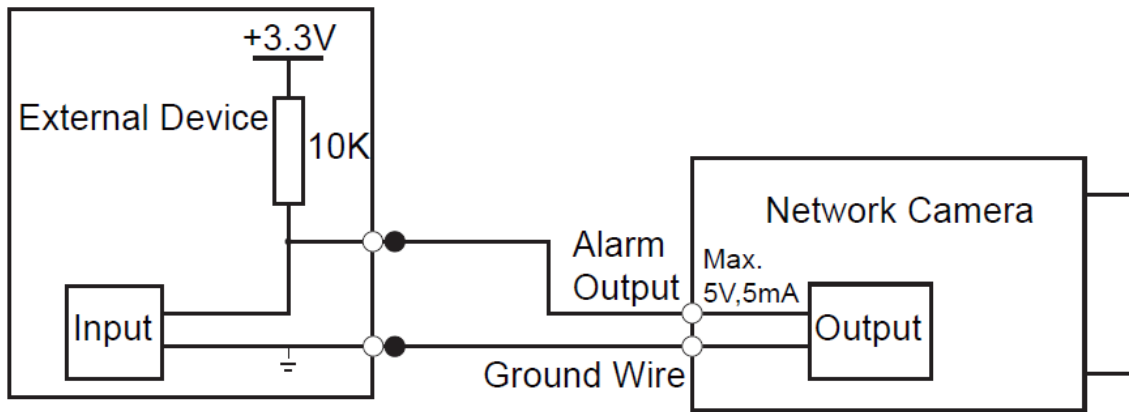 +3.3V
External Device
10K
Input
Alarm
Output
Ground Wire
Network Camera
Max.
5V,5mA
Output